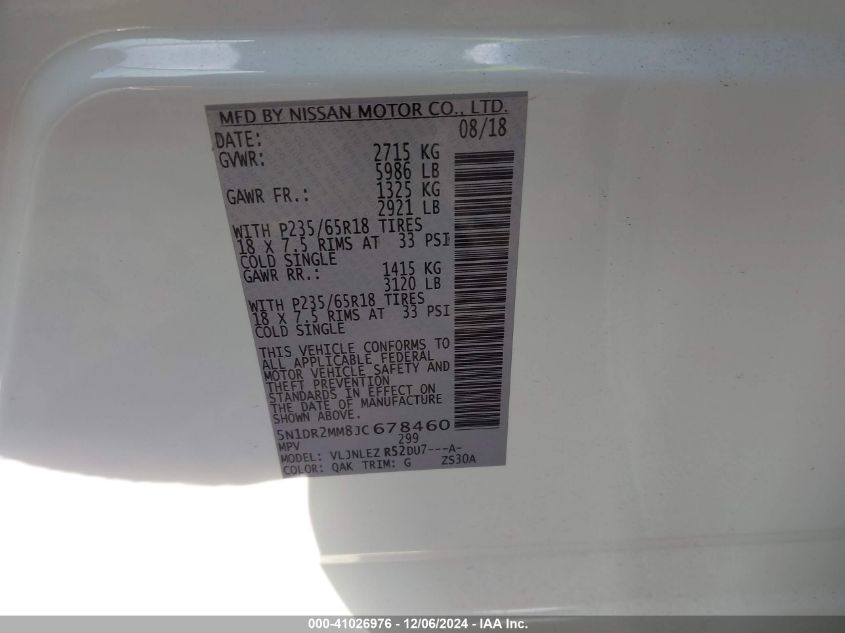 MFD BY NISSAN MOTOR CO., LTD.
DATE: 08/18
GVWR: 2715 KG
5986 LB
GAWR FR.: 1325 KG
2921 LB
WITH P235/65R18 TIRES
18 X 7.5 RIMS AT 33 PSI
COLD SINGLE
GAWR RR.: 1415 KG
3120 LB
WITH P235/65R18 TIRES
18 X 7.5 RIMS AT 33 PSI
COLD SINGLE
THIS VEHICLE CONFORMS TO
ALL APPLICABLE FEDERAL
MOTOR VEHICLE SAFETY AND
THEFT PREVENTION
STANDARDS IN EFFECT ON
THE DATE OF MANUFACTURE
SHOWN ABOVE.
5N1DR2MM8JC678460
MPV 299
MODEL: VLJNLEZ R52DU7---A-
COLOR: QAK TRIM: G ZS30A
000-41026976 - 12/06/2024 - IAA Inc.